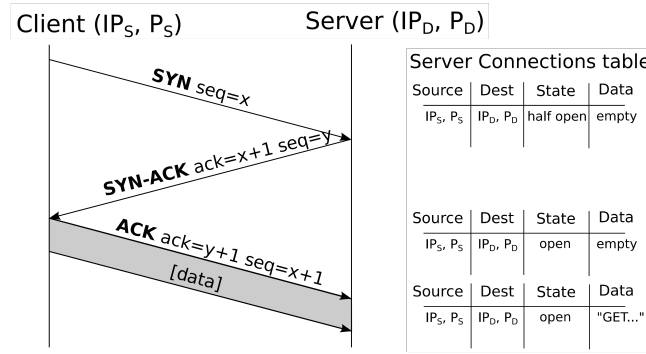 Client (IPS, PS)
Server (IPD, PD)
SYN seq=x
SYN-ACK ack=x+1 seq=y
ACK ack=y+1 seq=x+1
[data]
Server Connections table
Source Dest State Data
IPS, PS IPD, PD half open empty
Source Dest State Data
IPS, PS IPD, PD open empty
Source Dest State Data
IPS, PS IPD, PD open "GET..."